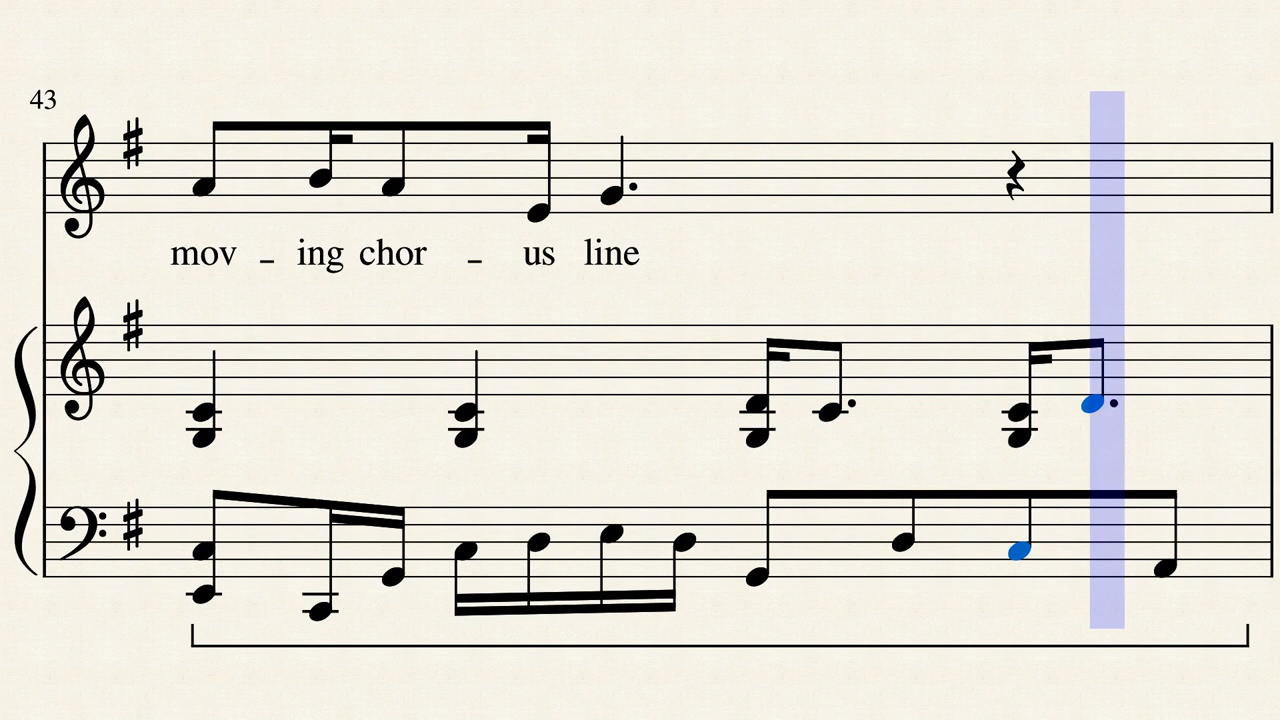 43
mov - ing chor - us line